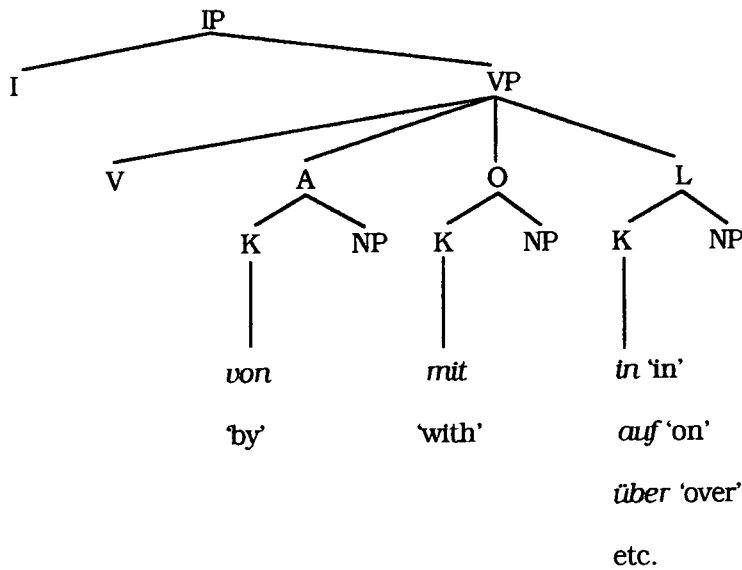 IP
I VP
V A O L
K NP K NP K NP
von mit in ‘in’
‘by’ ‘with’ auf ‘on’
über ‘over’
etc.